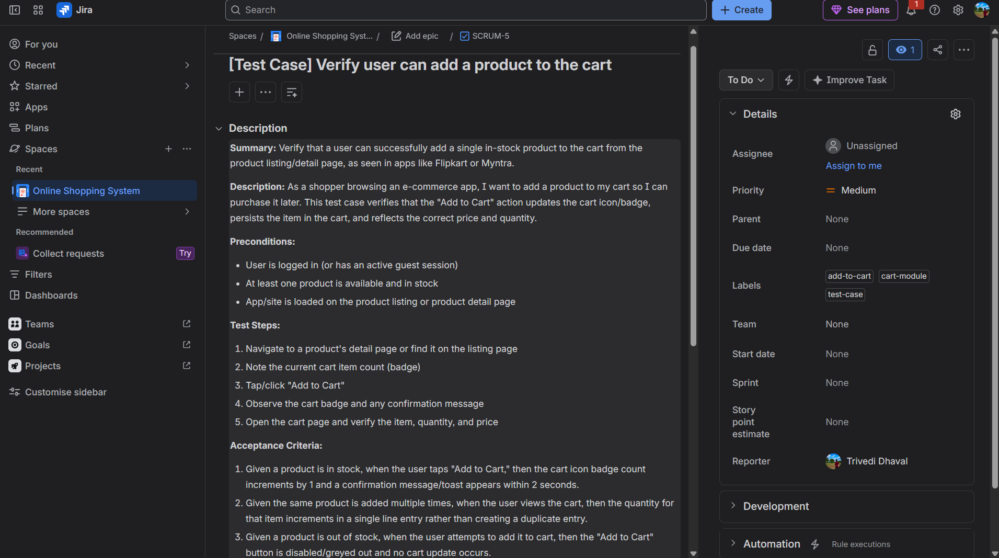 Jira
Search
Create
See plans
1
For you
Recent
Starred
Apps
Plans
Spaces
Recent
Online Shopping System
More spaces
Recommended
Collect requests
Try
Filters
Dashboards
Teams
Goals
Projects
Customise sidebar
Spaces / Online Shopping Syst... / Add epic / SCRUM-5
[Test Case] Verify user can add a product to the cart
Description
Summary: Verify that a user can successfully add a single in-stock product to the cart from the
product listing/detail page, as seen in apps like Flipkart or Myntra.
Description: As a shopper browsing an e-commerce app, I want to add a product to my cart so I can
purchase it later. This test case verifies that the "Add to Cart" action updates the cart icon/badge,
persists the item in the cart, and reflects the correct price and quantity.
Preconditions:
• User is logged in (or has an active guest session)
• At least one product is available and in stock
• App/site is loaded on the product listing or product detail page
Test Steps:
1. Navigate to a product's detail page or find it on the listing page
2. Note the current cart item count (badge)
3. Tap/click "Add to Cart"
4. Observe the cart badge and any confirmation message
5. Open the cart page and verify the item, quantity, and price
Acceptance Criteria:
1. Given a product is in stock, when the user taps "Add to Cart," then the cart icon badge count
increments by 1 and a confirmation message/toast appears within 2 seconds.
2. Given the same product is added multiple times, when the user views the cart, then the quantity for
that item increments in a single line entry rather than creating a duplicate entry.
3. Given a product is out of stock, when the user attempts to add it to cart, then the "Add to Cart"
button is disabled/greyed out and no cart update occurs.
1
To Do
Improve Task
Details
Assignee
Unassigned
Assign to me
Priority
Medium
Parent
None
Due date
None
Labels
add-to-cart
cart-module
test-case
Team
None
Start date
None
Sprint
None
Story
point
estimate
None
Reporter
Trivedi Dhaval
Development
Automation
Rule executions